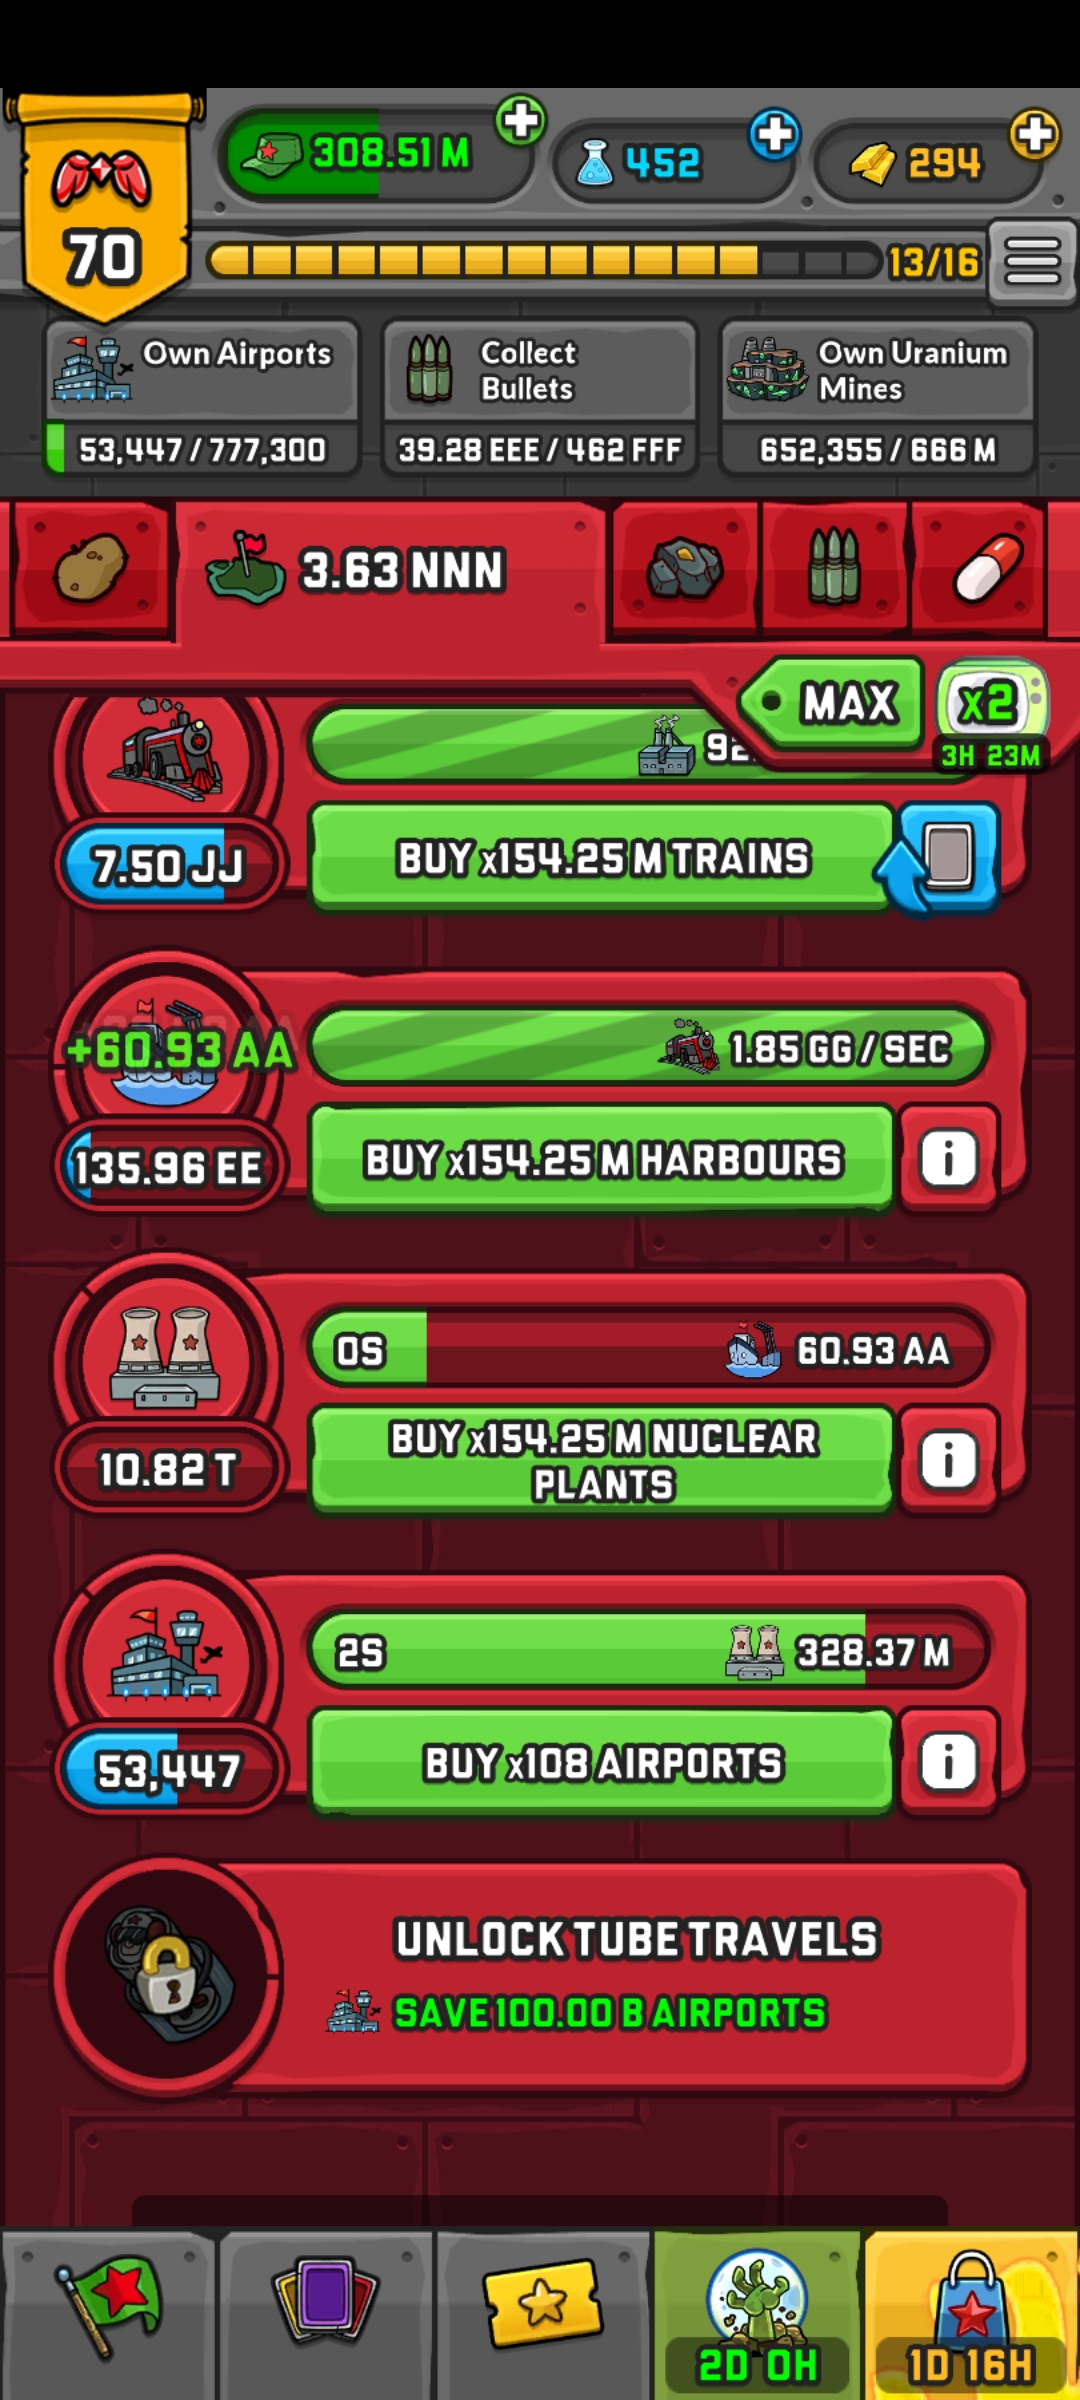 308.51 M
452
294
70
13/16
Own Airports
53,447 / 777,300
Collect
Bullets
39.28 EEE / 462 FFF
Own Uranium
Mines
652,355 / 666 M
3.63 NNN
MAX
x2
3H 23M
92.
7.50 JJ
BUY x154.25 M TRAINS
+60.93 AA
1.85 GG / SEC
135.96 EE
BUY x154.25 M HARBOURS
i
0S
60.93 AA
10.82 T
BUY x154.25 M NUCLEAR
PLANTS
i
2S
328.37 M
53,447
BUY x108 AIRPORTS
i
UNLOCK TUBE TRAVELS
SAVE 100.00 B AIRPORTS
2D 0H
1D 16H